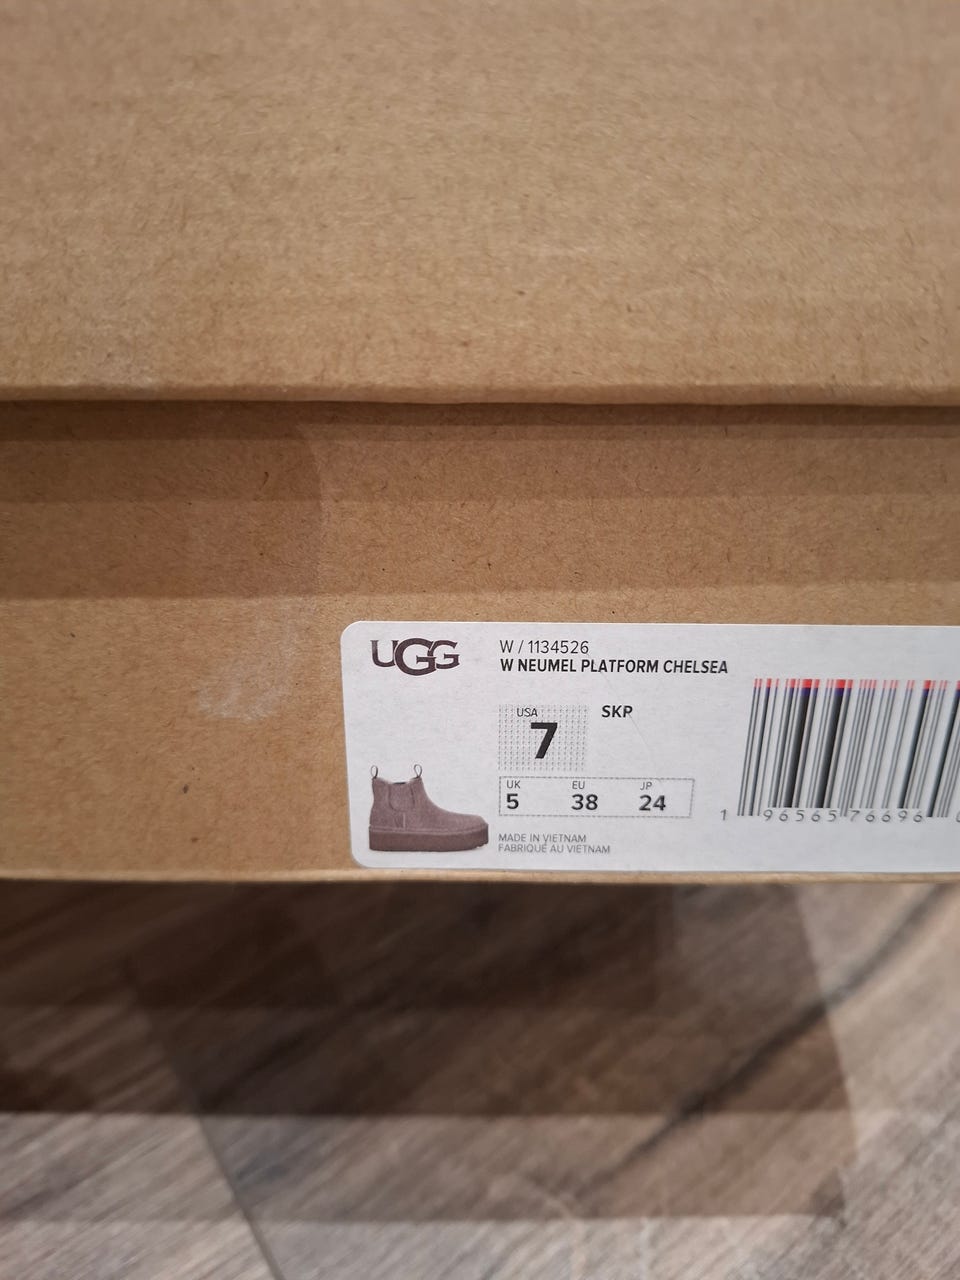 UGG
W / 1134526
W NEUMEL PLATFORM CHELSEA
USA
7
SKP
UK EU JP
5 38 24
MADE IN VIETNAM
FABRIQUÉ AU VIETNAM
1 96565 76696